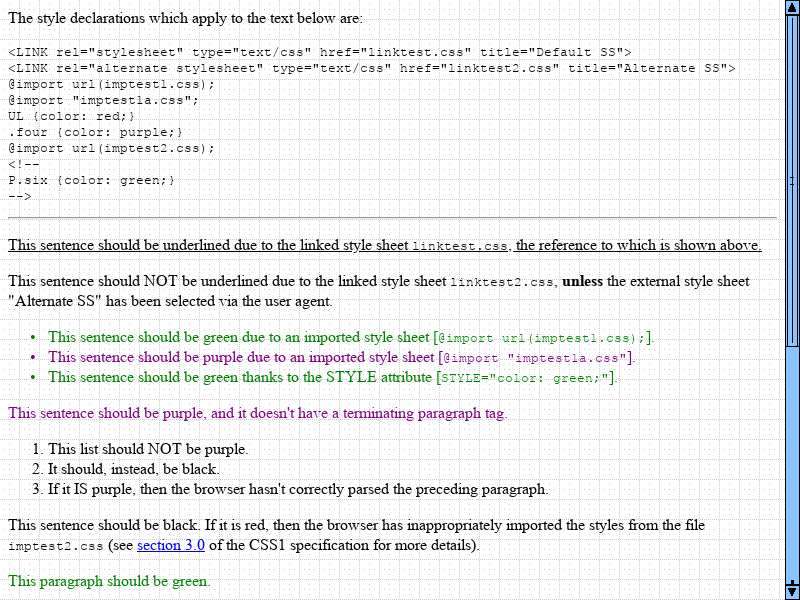 The style declarations which apply to the text below are:
<LINK rel="stylesheet" type="text/css" href="linktest.css" title="Default SS">
<LINK rel="alternate stylesheet" type="text/css" href="linktest2.css" title="Alternate SS">
@import url(imptest1.css);
@import "imptest1a.css";
UL {color: red;}
.four {color: purple;}
@import url(imptest2.css);
<!--
P.six {color: green;}
-->
This sentence should be underlined due to the linked style sheet linktest.css, the reference to which is shown above.
This sentence should NOT be underlined due to the linked style sheet linktest2.css, unless the external style sheet
"Alternate SS" has been selected via the user agent.
• This sentence should be green due to an imported style sheet [@import url(imptest1.css);].
• This sentence should be purple due to an imported style sheet [@import "imptest1a.css"].
• This sentence should be green thanks to the STYLE attribute [STYLE="color: green;"].
This sentence should be purple, and it doesn't have a terminating paragraph tag.
1. This list should NOT be purple.
2. It should, instead, be black.
3. If it IS purple, then the browser hasn't correctly parsed the preceding paragraph.
This sentence should be black. If it is red, then the browser has inappropriately imported the styles from the file
imptest2.css (see section 3.0 of the CSS1 specification for more details).
This paragraph should be green.